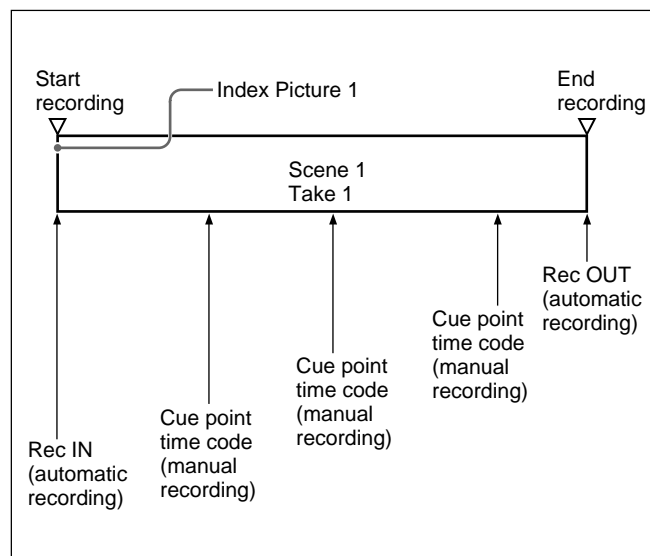 Start
recording
Index Picture 1
End
recording
Scene 1
Take 1
Rec IN
(automatic
recording)
Cue point
time code
(manual
recording)
Cue point
time code
(manual
recording)
Cue point
time code
(manual
recording)
Rec OUT
(automatic
recording)